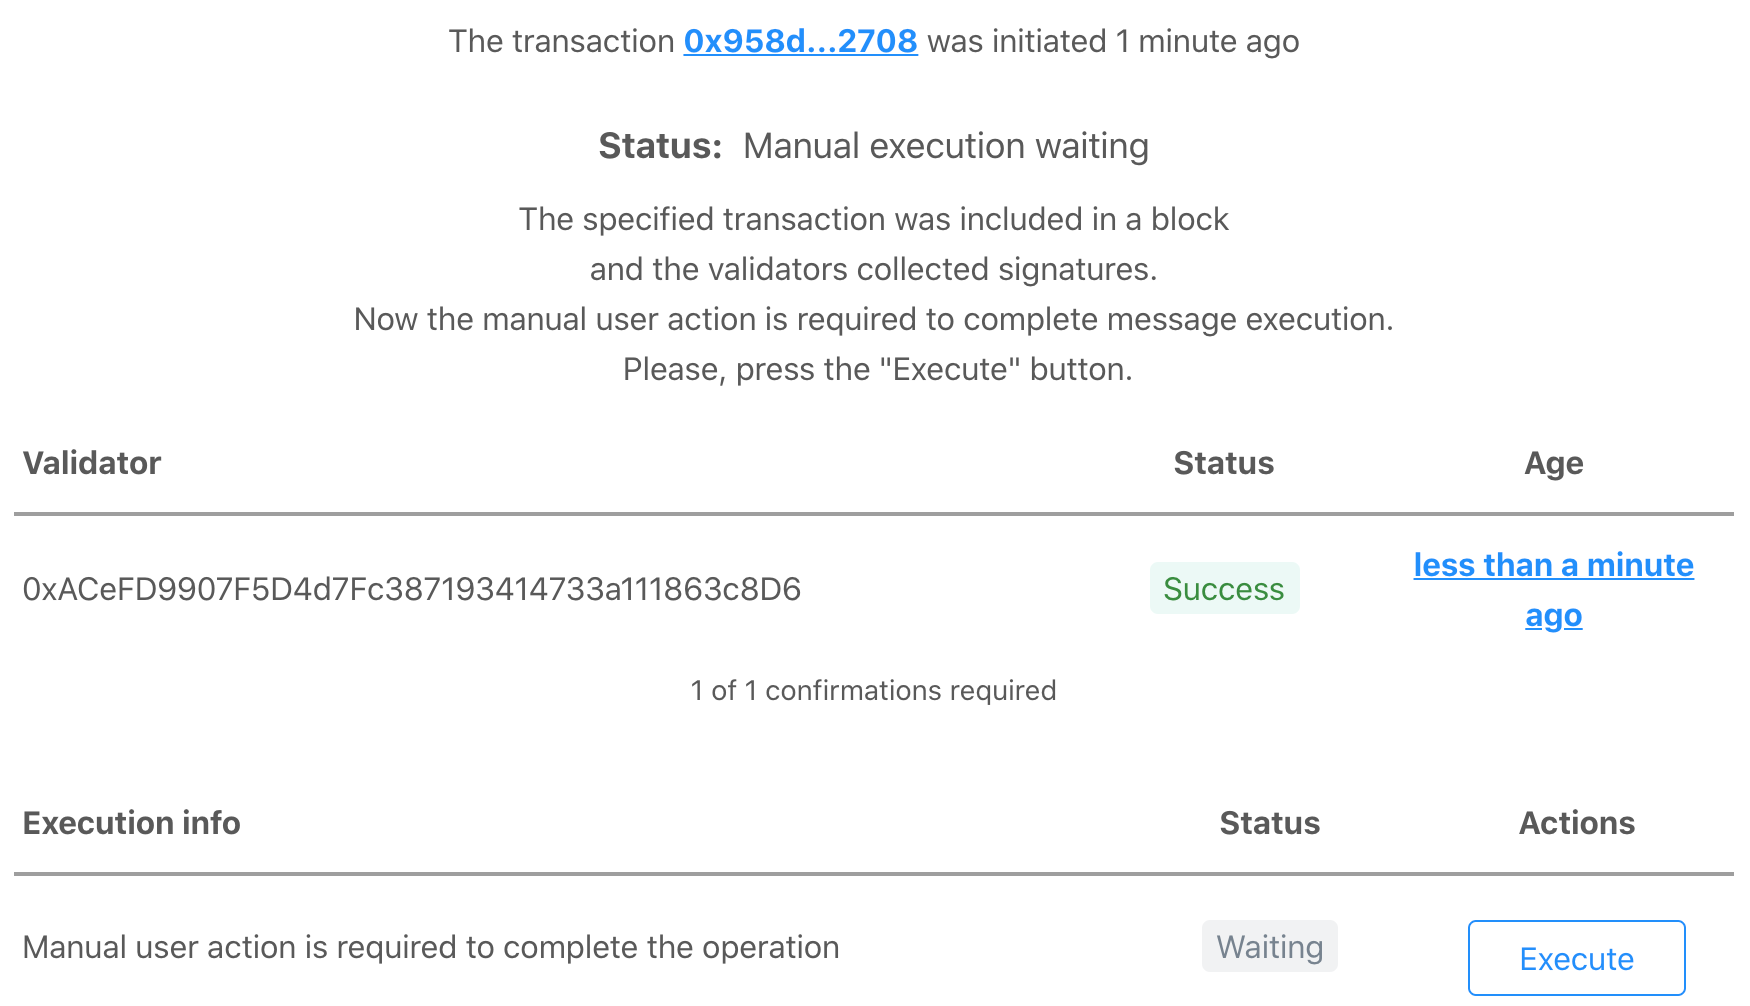 The transaction 0x958d...2708 was initiated 1 minute ago
Status: Manual execution waiting
The specified transaction was included in a block
and the validators collected signatures.
Now the manual user action is required to complete message execution.
Please, press the "Execute" button.
Validator Status Age
0xACeFD9907F5D4d7Fc387193414733a111863c8D6 Success less than a minute
ago
1 of 1 confirmations required
Execution info Status Actions
Manual user action is required to complete the operation Waiting Execute